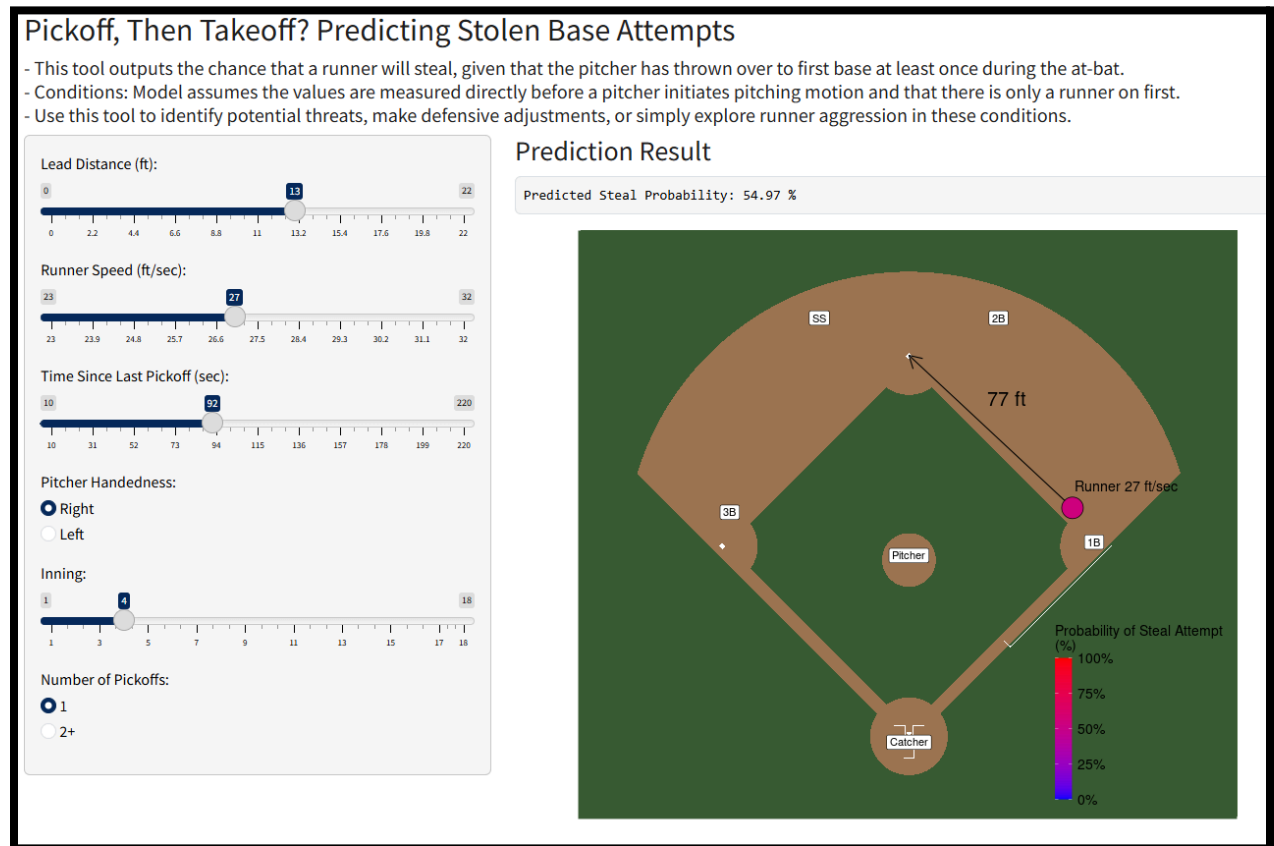 Pickoff, Then Takeoff? Predicting Stolen Base Attempts
- This tool outputs the chance that a runner will steal, given that the pitcher has thrown over to first base at least once during the at-bat.
- Conditions: Model assumes the values are measured directly before a pitcher initiates pitching motion and that there is only a runner on first.
- Use this tool to identify potential threats, make defensive adjustments, or simply explore runner aggression in these conditions.
Lead Distance (ft):
0 13 22
0 2.2 4.4 6.6 8.8 11 13.2 15.4 17.6 19.8 22
Runner Speed (ft/sec):
23 27 32
23 23.9 24.8 25.7 26.6 27.5 28.4 29.3 30.2 31.1 32
Time Since Last Pickoff (sec):
10 92 220
10 31 52 73 94 115 136 157 178 199 220
Pitcher Handedness:
Right
Left
Inning:
1 4 18
1 3 5 7 9 11 13 15 17 18
Number of Pickoffs:
1
2+
Prediction Result
Predicted Steal Probability: 54.97 %
SS 2B
77 ft
Runner 27 ft/sec
3B
1B
Pitcher
Probability of Steal Attempt
(%)
100%
75%
50%
Catcher
25%
0%